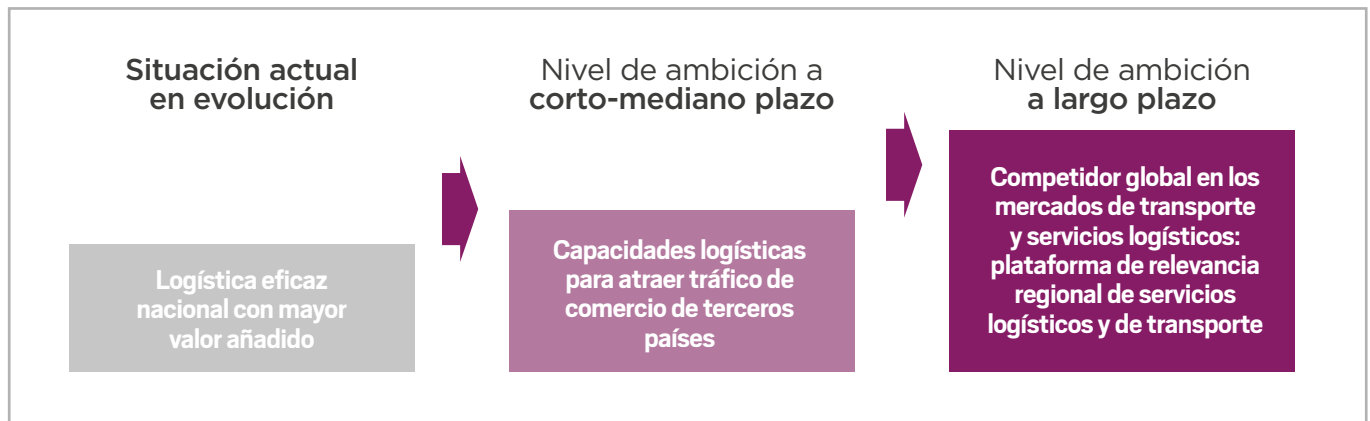 Situación actual
en evolución
Logística eficaz
nacional con mayor
valor añadido
Nivel de ambición a
corto-mediano plazo
Capacidades logísticas
para atraer tráfico de
comercio de terceros
países
Nivel de ambición
a largo plazo
Competidor global en los
mercados de transporte
y servicios logísticos:
plataforma de relevancia
regional de servicios
logísticos y de transporte